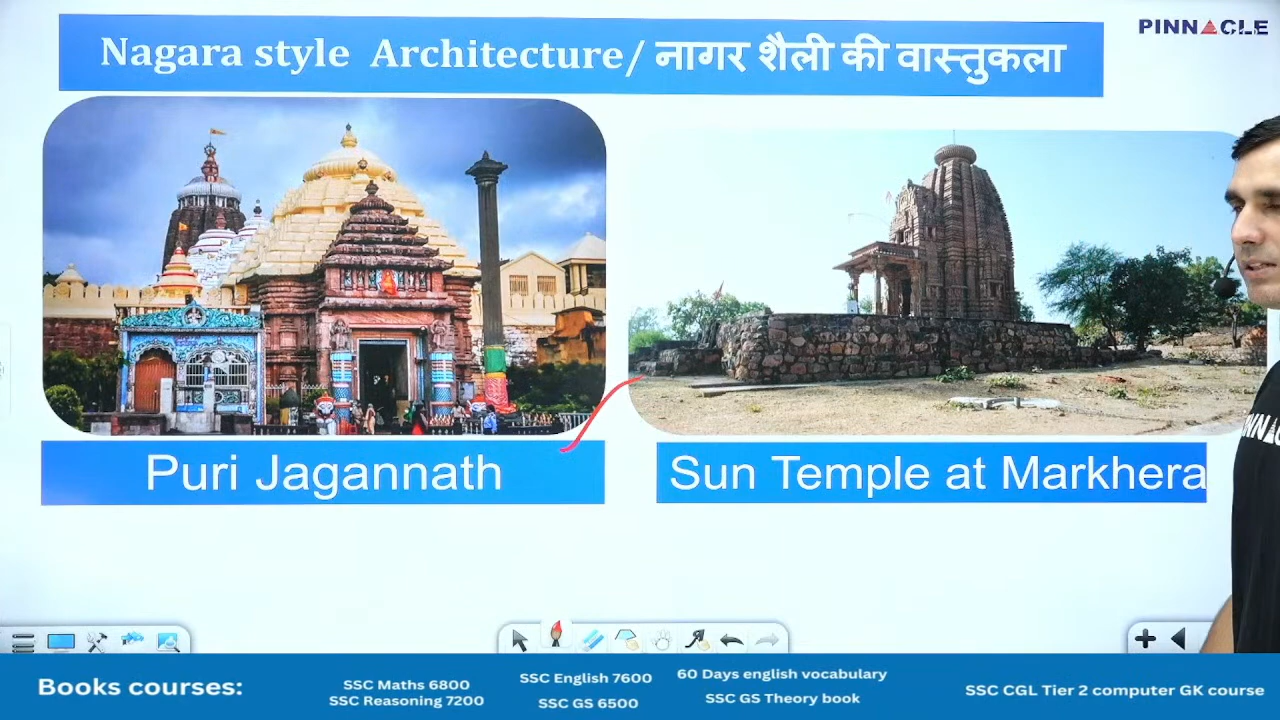 Nagara style Architecture/ नागर शैली की वास्तुकला
PINNACLE
Puri Jagannath
Sun Temple at Markhera
Books courses:
SSC Maths 6800
SSC Reasoning 7200
SSC English 7600
SSC GS 6500
60 Days english vocabulary
SSC GS Theory book
SSC CGL Tier 2 computer GK course